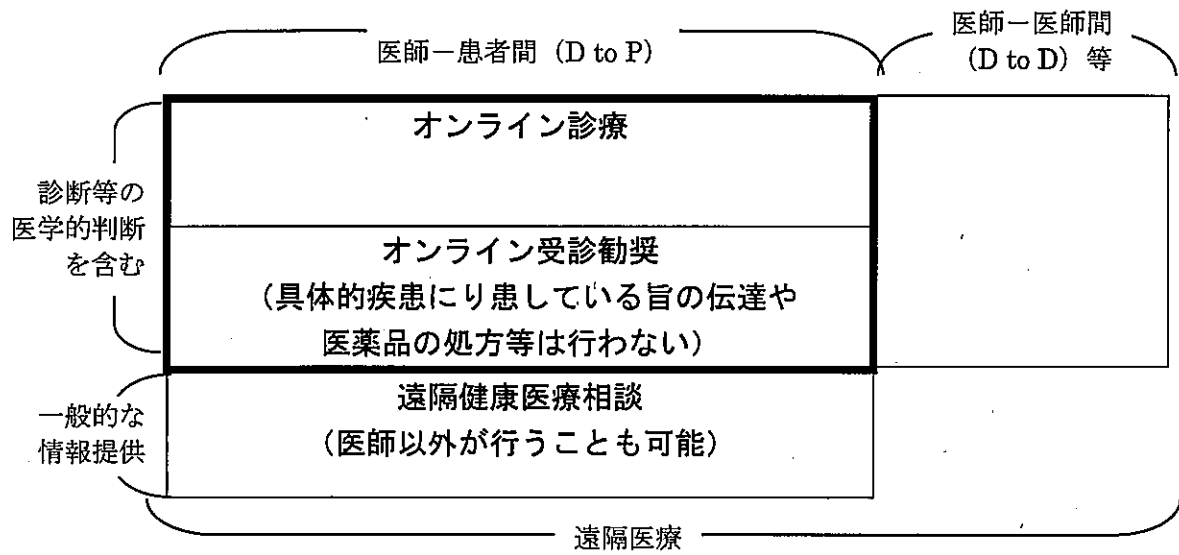 医師－患者間（D to P）
医師－医師間
（D to D）等
診断等の
医学的判断
を含む
オンライン診療
オンライン受診勧奨
（具体的疾患にり患している旨の伝達や
医薬品の処方等は行わない）
一般的な
情報提供
遠隔健康医療相談
（医師以外が行うことも可能）
遠隔医療